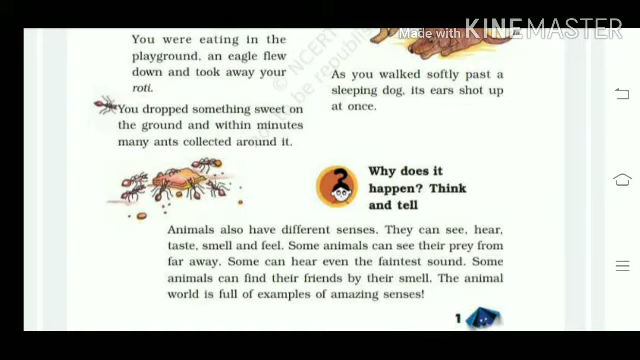 Made with KINEMASTER
You were eating in the
playground, an eagle flew
down and took away your
roti.
You dropped something sweet on
the ground and within minutes
many ants collected around it.
As you walked softly past a
sleeping dog, its ears shot up
at once.
Why does it
happen? Think
and tell
Animals also have different senses. They can see, hear,
taste, smell and feel. Some animals can see their prey from
far away. Some can hear even the faintest sound. Some
animals can find their friends by their smell. The animal
world is full of examples of amazing senses!
1
© NCERT
be republi